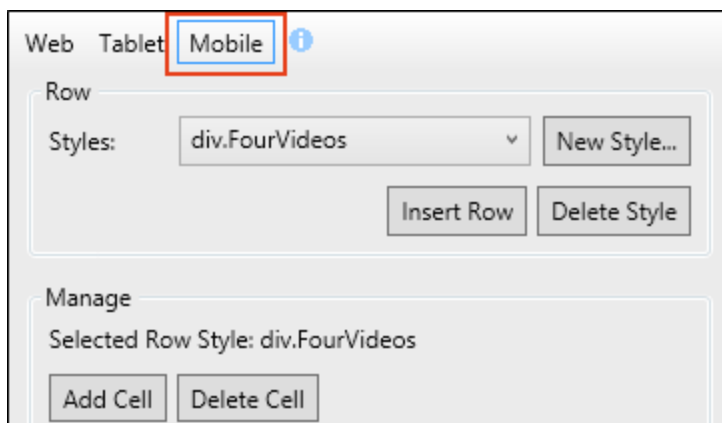 Web Tablet Mobile i
Row
Styles: div.FourVideos New Style...
Insert Row Delete Style
Manage
Selected Row Style: div.FourVideos
Add Cell Delete Cell